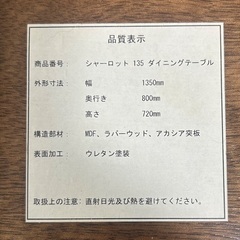 品質表示
商品番号： シャーロット 135 ダイニングテーブル
外形寸法： 幅 1350mm
奥行き 800mm
高さ 720mm
構造部材： MDF、ラバーウッド、アカシア突板
表面加工： ウレタン塗装
取扱上の注意： 直射日光及び熱を避けてください。